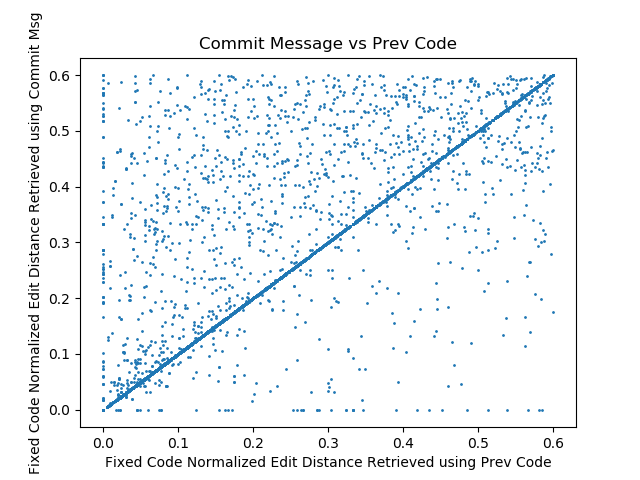 Commit Message vs Prev Code
Fixed Code Normalized Edit Distance Retrieved using Commit Msg
0.6
0.5
0.4
0.3
0.2
0.1
0.0
0.0 0.1 0.2 0.3 0.4 0.5 0.6
Fixed Code Normalized Edit Distance Retrieved using Prev Code